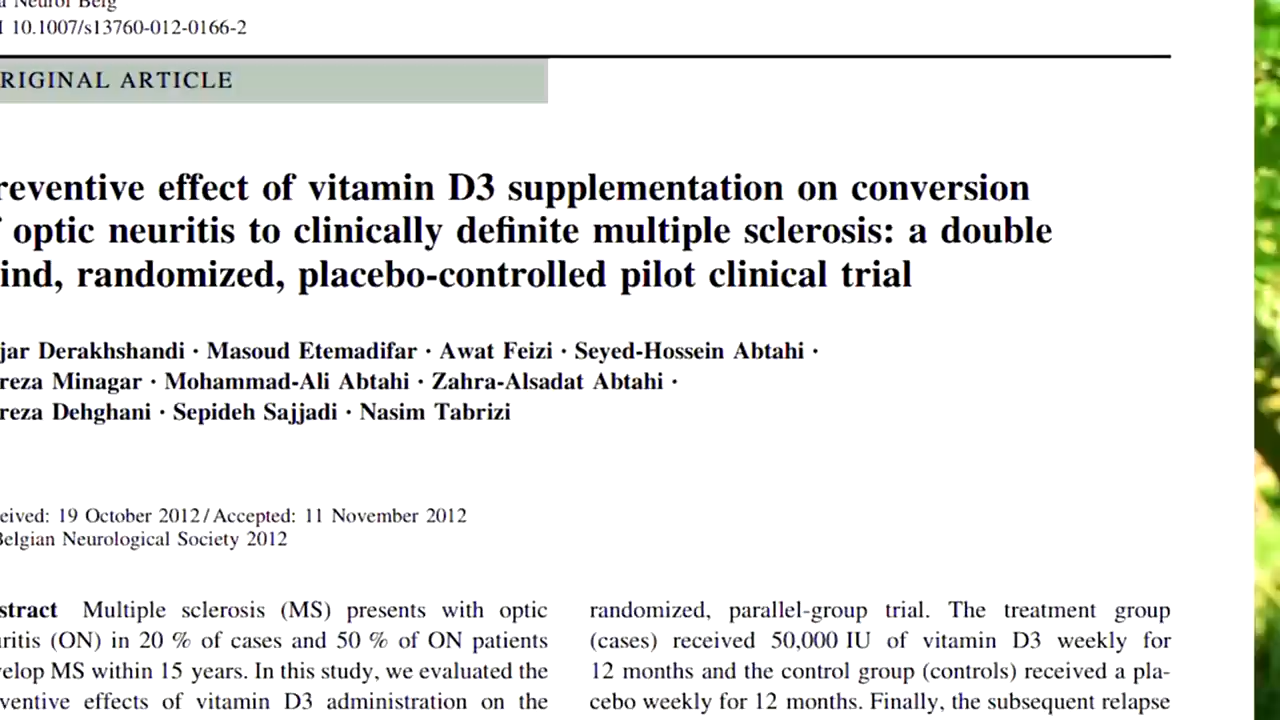 Neurol Belg
10.1007/s13760-012-0166-2
RIGINAL ARTICLE
reventive effect of vitamin D3 supplementation on conversion
optic neuritis to clinically definite multiple sclerosis: a double
ind, randomized, placebo-controlled pilot clinical trial
jar Derakhshandi · Masoud Etemadifar · Awat Feizi · Seyed-Hossein Abtahi ·
reza Minagar · Mohammad-Ali Abtahi · Zahra-Alsadat Abtahi ·
reza Dehghani · Sepideh Sajjadi · Nasim Tabrizi
eived: 19 October 2012 / Accepted: 11 November 2012
Belgian Neurological Society 2012
stract Multiple sclerosis (MS) presents with optic
ritis (ON) in 20 % of cases and 50 % of ON patients
velop MS within 15 years. In this study, we evaluated the
ventive effects of vitamin D3 administration on the
randomized, parallel-group trial. The treatment group
(cases) received 50,000 IU of vitamin D3 weekly for
12 months and the control group (controls) received a pla-
cebo weekly for 12 months. Finally, the subsequent relapse